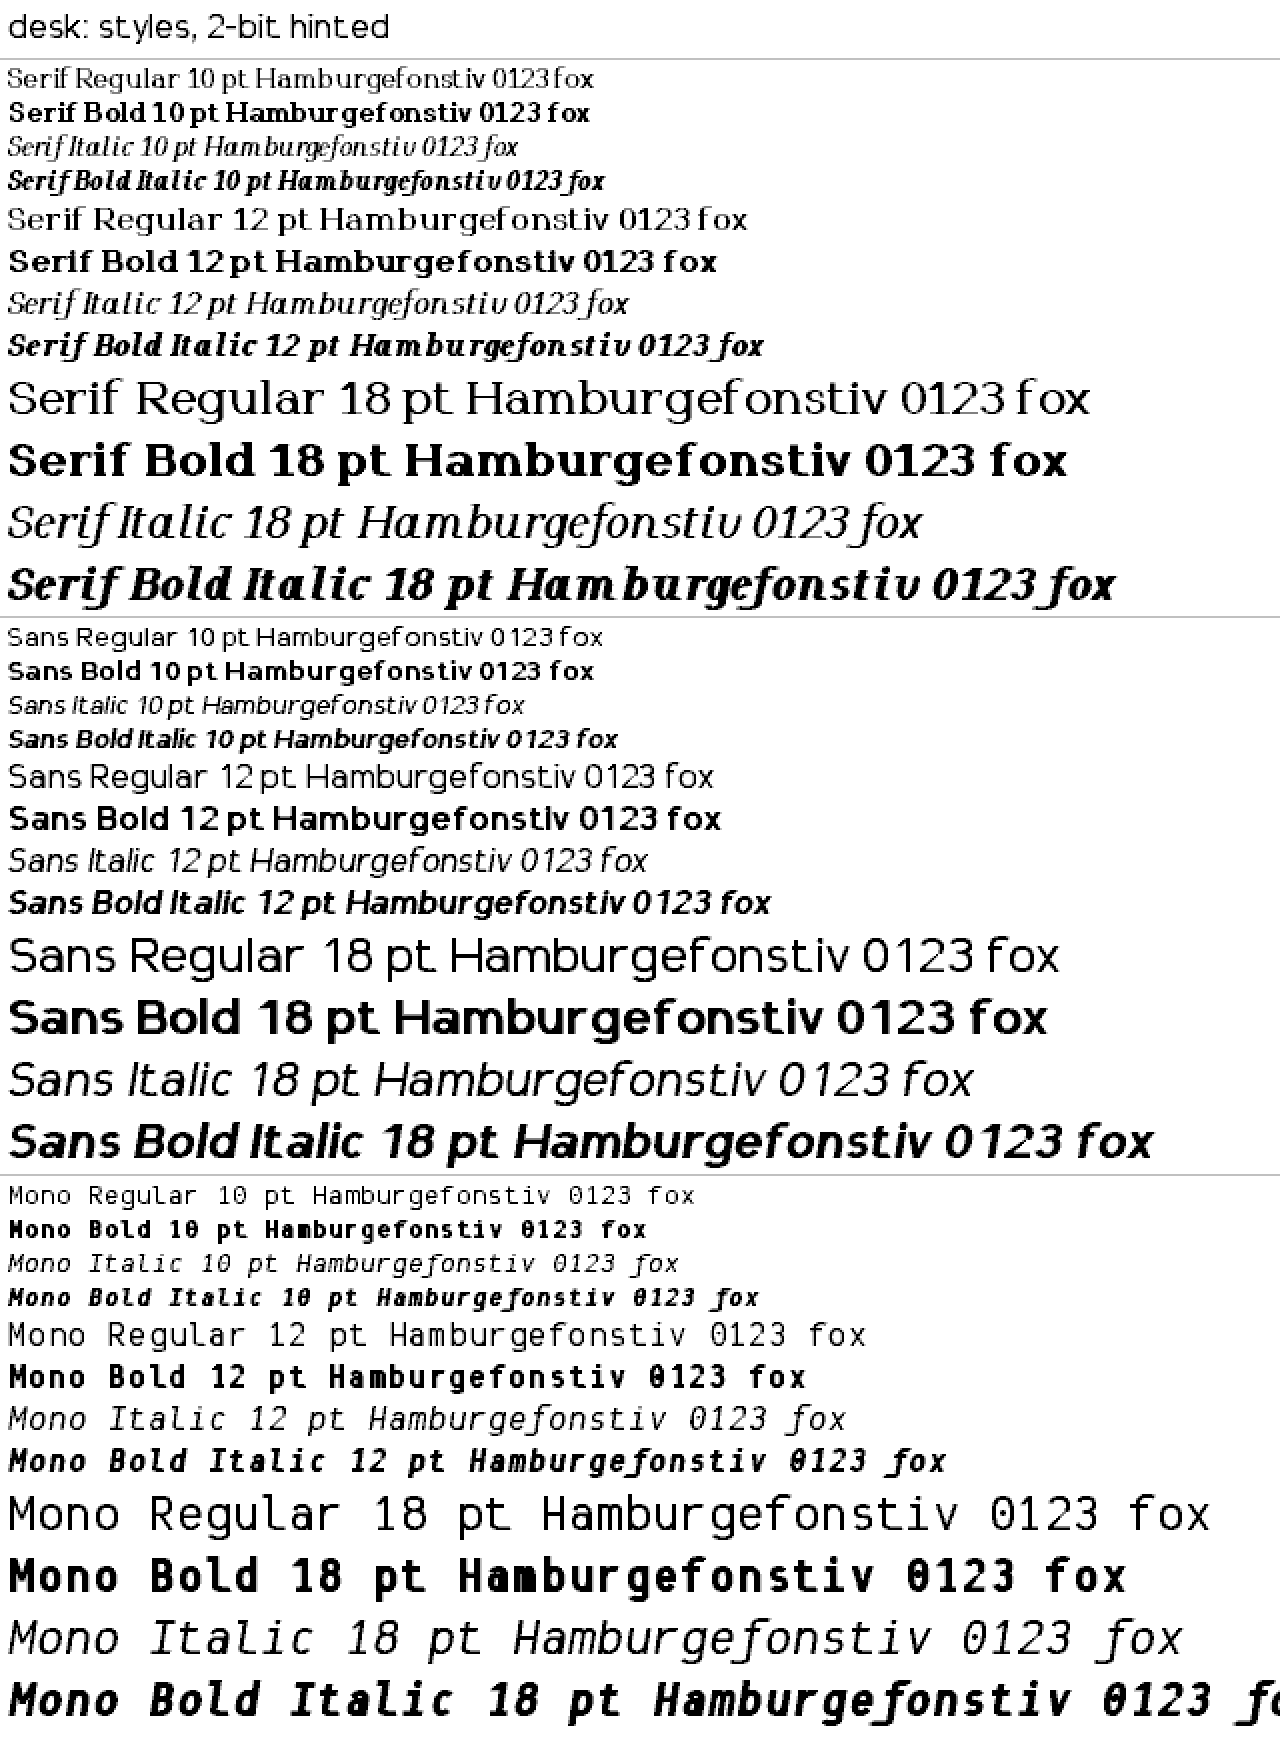 desk: styles, 2-bit hinted
Serif Regular 10 pt Hamburgefonstiv 0123 fox
Serif Bold 10 pt Hamburgefonstiv 0123 fox
Serif Italic 10 pt Hamburgefonstiv 0123 fox
Serif Bold Italic 10 pt Hamburgefonstiv 0123 fox
Serif Regular 12 pt Hamburgefonstiv 0123 fox
Serif Bold 12 pt Hamburgefonstiv 0123 fox
Serif Italic 12 pt Hamburgefonstiv 0123 fox
Serif Bold Italic 12 pt Hamburgefonstiv 0123 fox
Serif Regular 18 pt Hamburgefonstiv 0123 fox
Serif Bold 18 pt Hamburgefonstiv 0123 fox
Serif Italic 18 pt Hamburgefonstiv 0123 fox
Serif Bold Italic 18 pt Hamburgefonstiv 0123 fox
Sans Regular 10 pt Hamburgefonstiv 0123 fox
Sans Bold 10 pt Hamburgefonstiv 0123 fox
Sans Italic 10 pt Hamburgefonstiv 0123 fox
Sans Bold Italic 10 pt Hamburgefonstiv 0123 fox
Sans Regular 12 pt Hamburgefonstiv 0123 fox
Sans Bold 12 pt Hamburgefonstiv 0123 fox
Sans Italic 12 pt Hamburgefonstiv 0123 fox
Sans Bold Italic 12 pt Hamburgefonstiv 0123 fox
Sans Regular 18 pt Hamburgefonstiv 0123 fox
Sans Bold 18 pt Hamburgefonstiv 0123 fox
Sans Italic 18 pt Hamburgefonstiv 0123 fox
Sans Bold Italic 18 pt Hamburgefonstiv 0123 fox
Mono Regular 10 pt Hamburgefonstiv 0123 fox
Mono Bold 10 pt Hamburgefonstiv 0123 fox
Mono Italic 10 pt Hamburgefonstiv 0123 fox
Mono Bold Italic 10 pt Hamburgefonstiv 0123 fox
Mono Regular 12 pt Hamburgefonstiv 0123 fox
Mono Bold 12 pt Hamburgefonstiv 0123 fox
Mono Italic 12 pt Hamburgefonstiv 0123 fox
Mono Bold Italic 12 pt Hamburgefonstiv 0123 fox
Mono Regular 18 pt Hamburgefonstiv 0123 fox
Mono Bold 18 pt Hamburgefonstiv 0123 fox
Mono Italic 18 pt Hamburgefonstiv 0123 fox
Mono Bold Italic 18 pt Hamburgefonstiv 0123